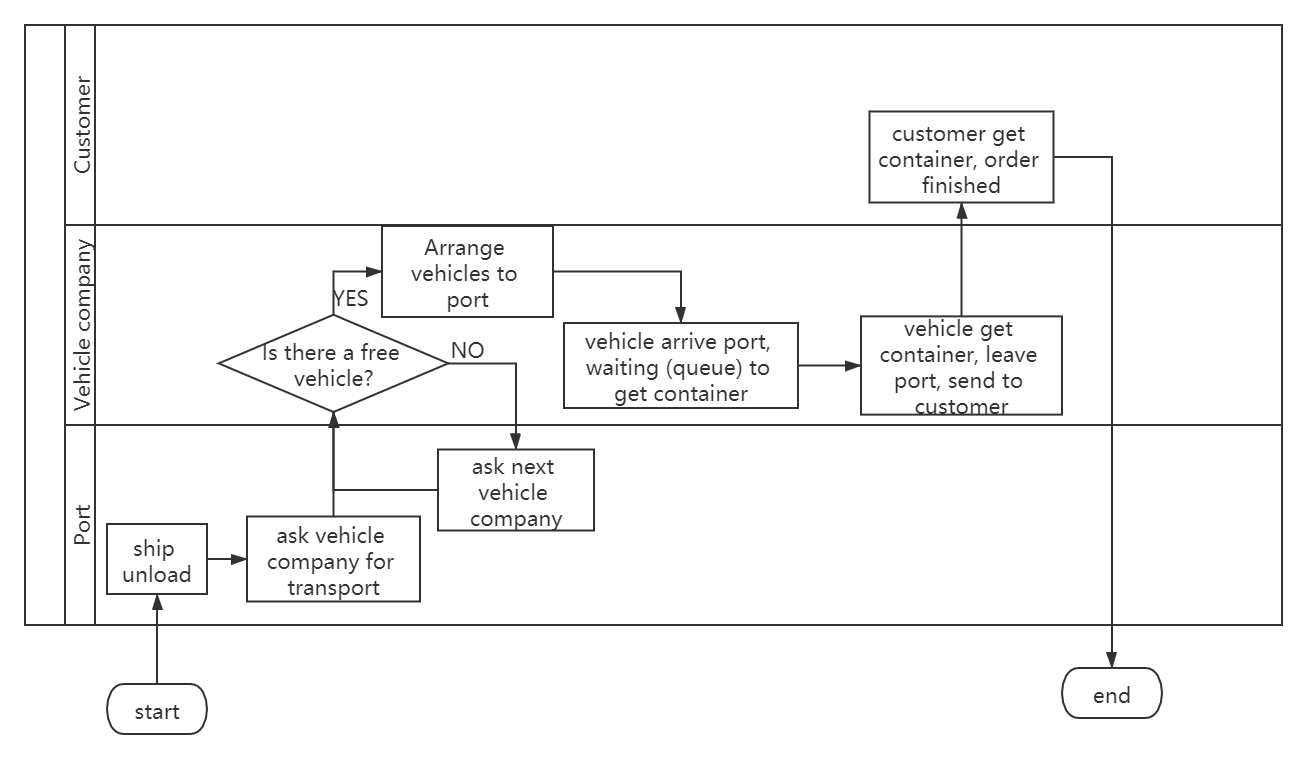 Customer
customer get
container, order
finished
Vehicle company
Arrange
vehicles to
port
YES
Is there a free
vehicle?
NO
vehicle arrive port,
waiting (queue) to
get container
vehicle get
container, leave
port, send to
customer
Port
ask next
vehicle
company
ship
unload
ask vehicle
company for
transport
start
end